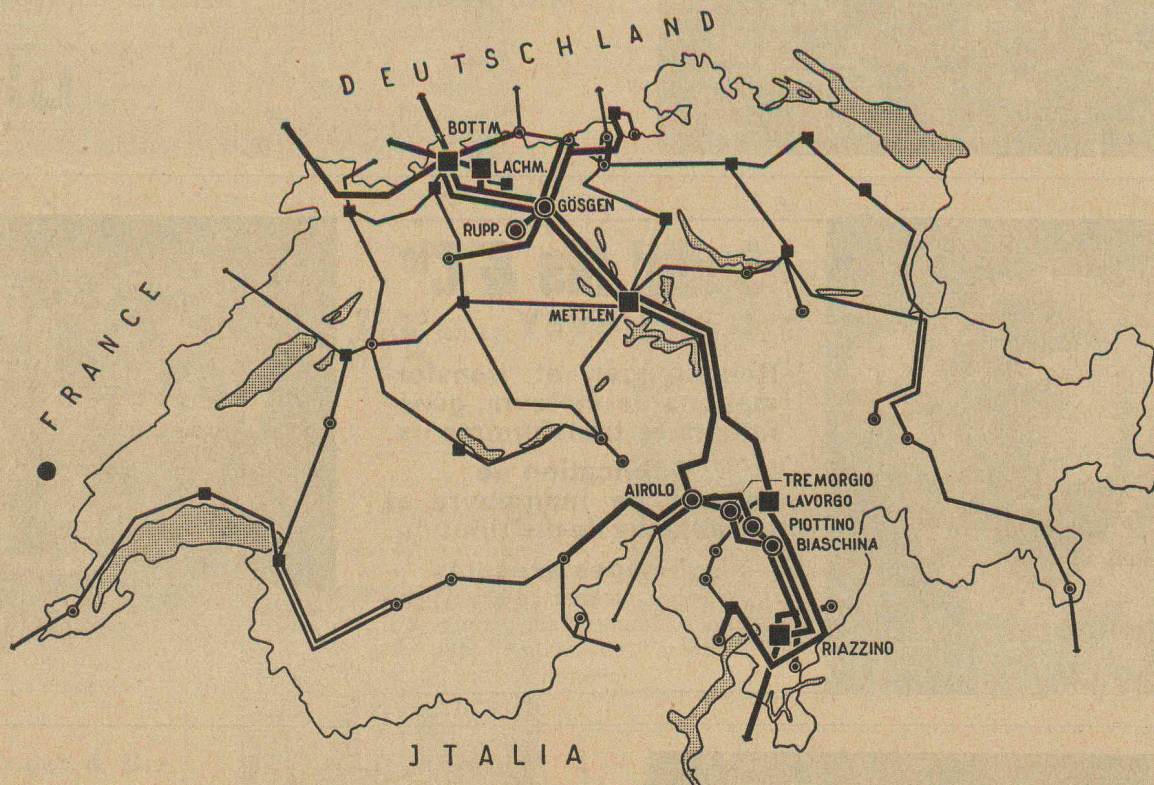 DEUTSCHLAND
BOTTM.
LACHM.
GÖSGEN
RUPP.
FRANCE
METTLEN
AIROLO
TREMORGIO
LAVORGO
PIOTTINO
BIASCHINA
RIAZZINO
JTALIA